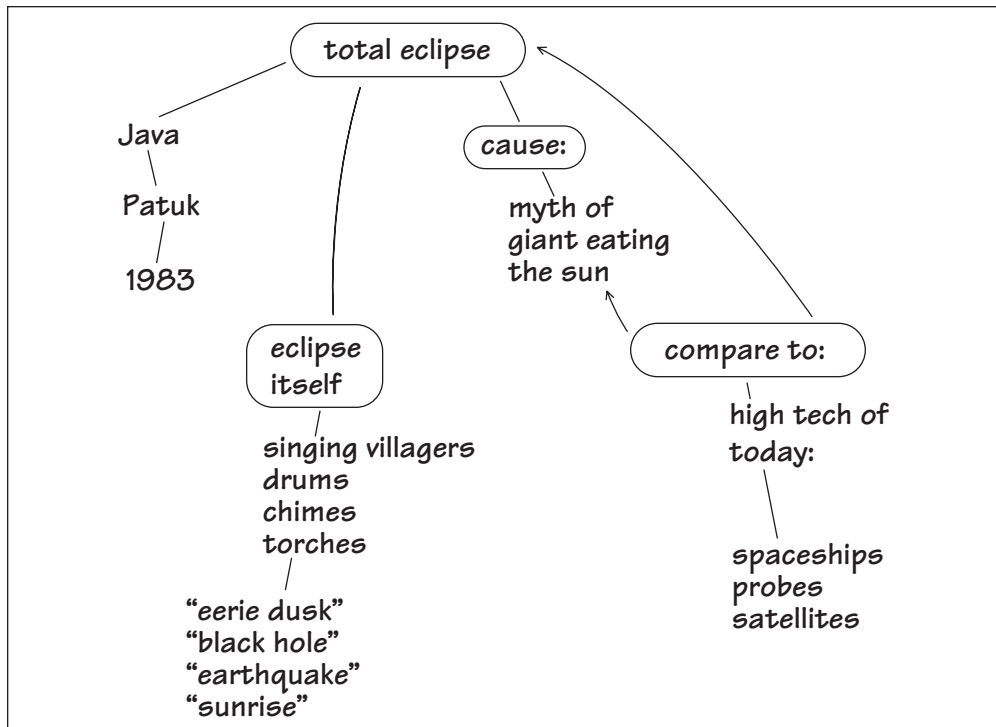 total eclipse
Java
Patuk
1983
eclipse
itself
singing villagers
drums
chimes
torches
“eerie dusk”
“black hole”
“earthquake”
“sunrise”
cause:
myth of
giant eating
the sun
compare to:
high tech of
today:
spaceships
probes
satellites